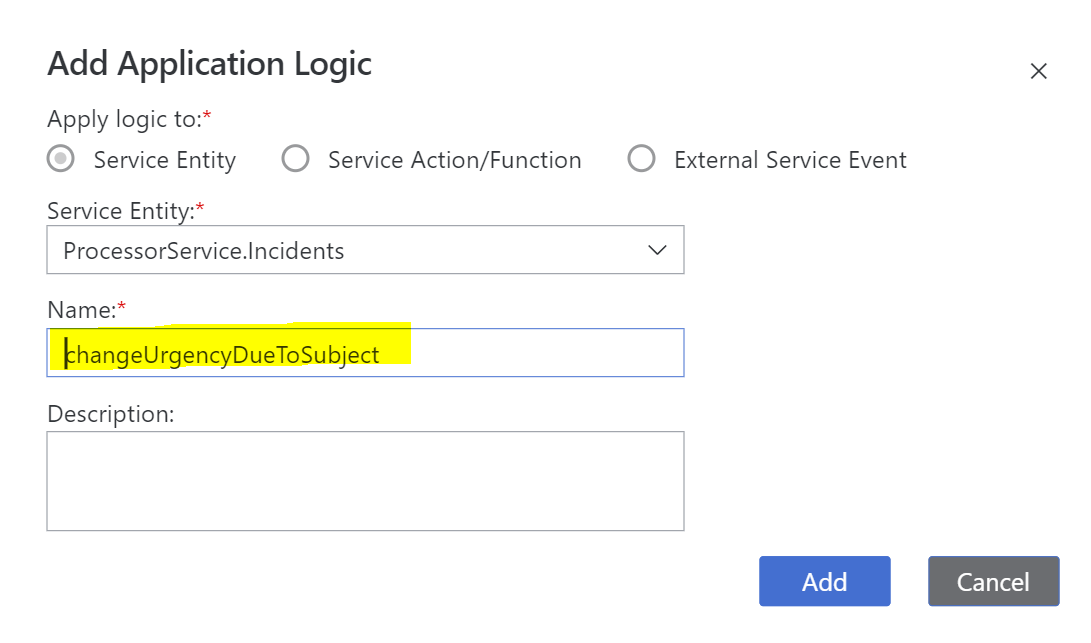 Add Application Logic
Apply logic to:*
Service Entity Service Action/Function External Service Event
Service Entity:*
ProcessorService.Incidents
Name:*
changeUrgencyDueToSubject
Description:
Add Cancel